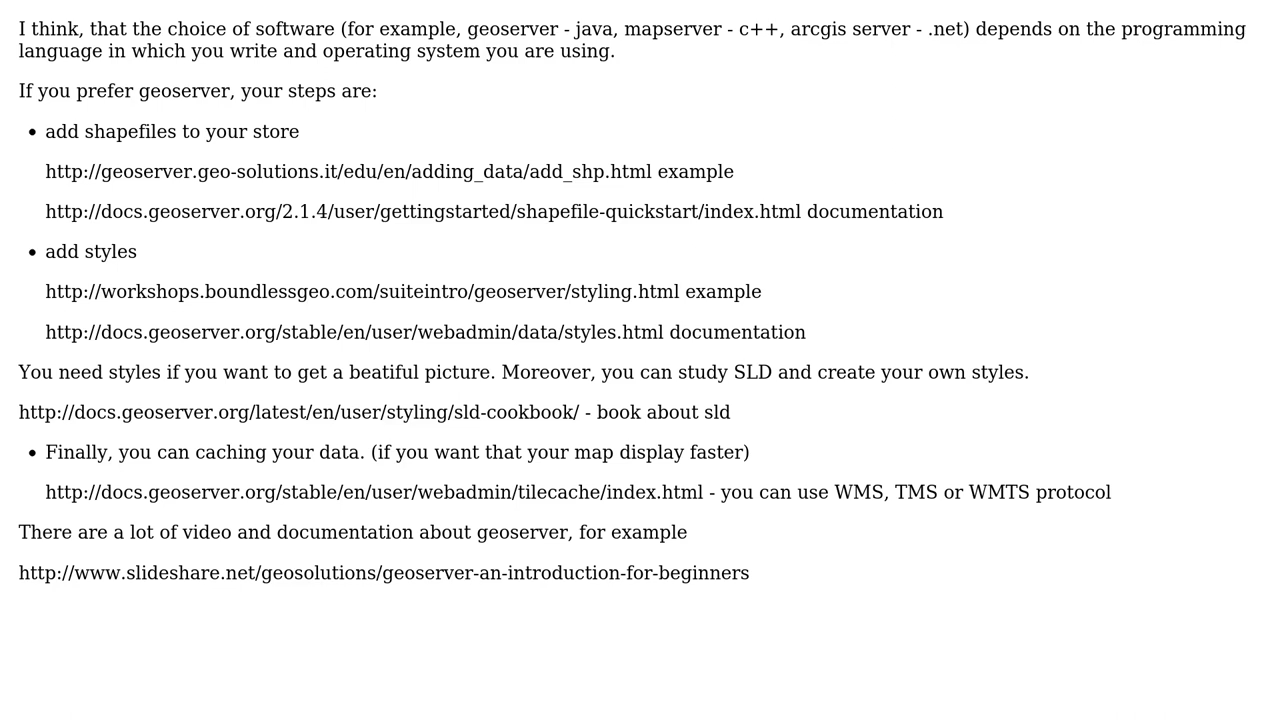 I think, that the choice of software (for example, geoserver - java, mapserver - c++, arcgis server - .net) depends on the programming
language in which you write and operating system you are using.
If you prefer geoserver, your steps are:
• add shapefiles to your store
http://geoserver.geo-solutions.it/edu/en/adding_data/add_shp.html example
http://docs.geoserver.org/2.1.4/user/gettingstarted/shapefile-quickstart/index.html documentation
• add styles
http://workshops.boundlessgeo.com/suiteintro/geoserver/styling.html example
http://docs.geoserver.org/stable/en/user/webadmin/data/styles.html documentation
You need styles if you want to get a beatiful picture. Moreover, you can study SLD and create your own styles.
http://docs.geoserver.org/latest/en/user/styling/sld-cookbook/ - book about sld
• Finally, you can caching your data. (if you want that your map display faster)
http://docs.geoserver.org/stable/en/user/webadmin/tilecache/index.html - you can use WMS, TMS or WMTS protocol
There are a lot of video and documentation about geoserver, for example
http://www.slideshare.net/geosolutions/geoserver-an-introduction-for-beginners